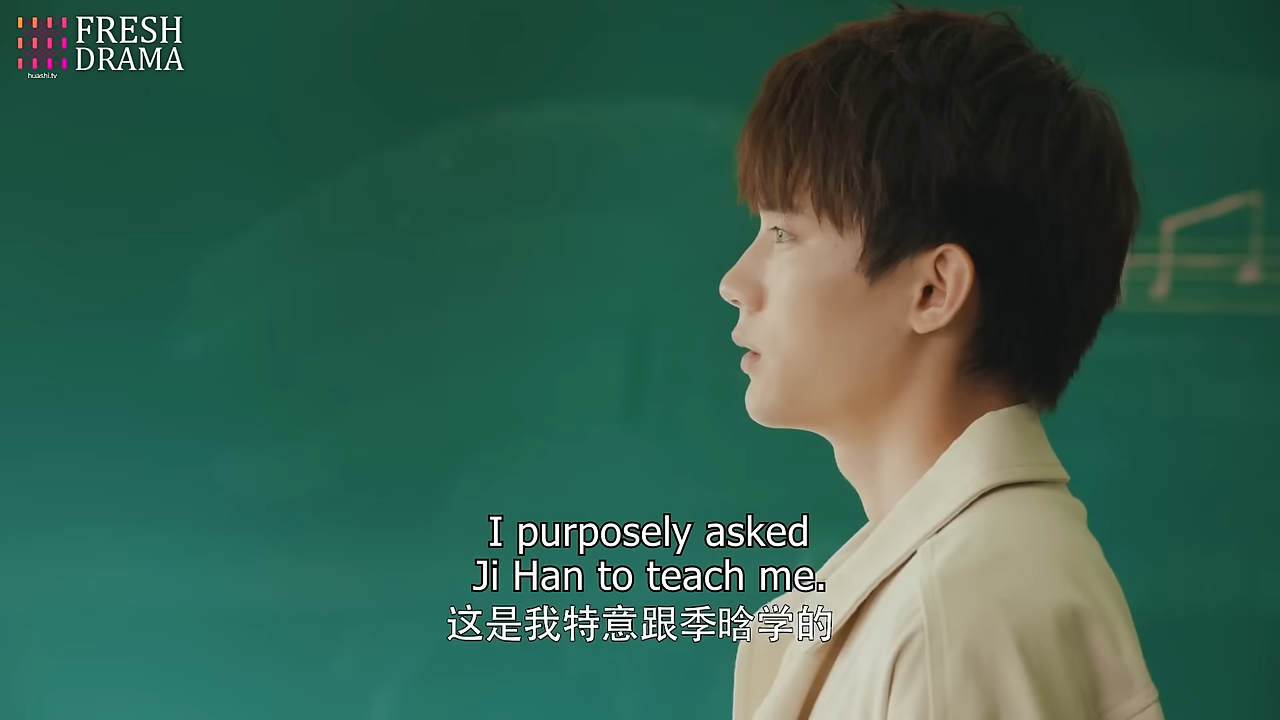 FRESH
DRAMA
huashi.tv
I purposely asked
Ji Han to teach me.
这是我特意跟季晗学的